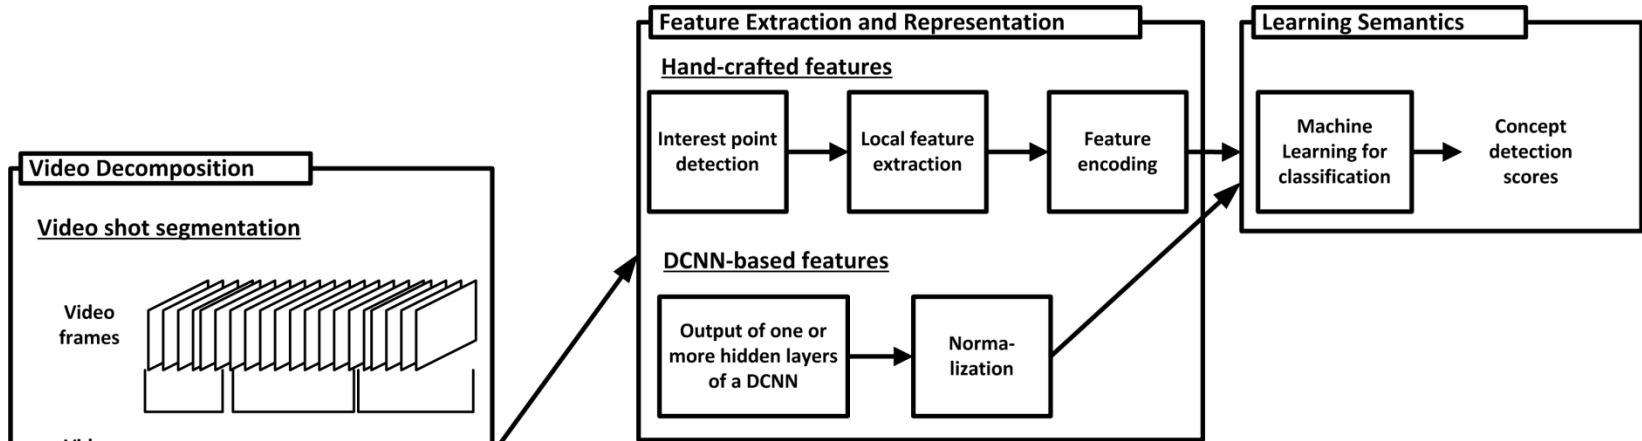 Video Decomposition
Video shot segmentation
Video
frames
Feature Extraction and Representation
Hand-crafted features
Interest point
detection
Local feature
extraction
Feature
encoding
DCNN-based features
Output of one or
more hidden layers
of a DCNN
Norma-
lization
Learning Semantics
Machine
Learning for
classification
Concept
detection
scores